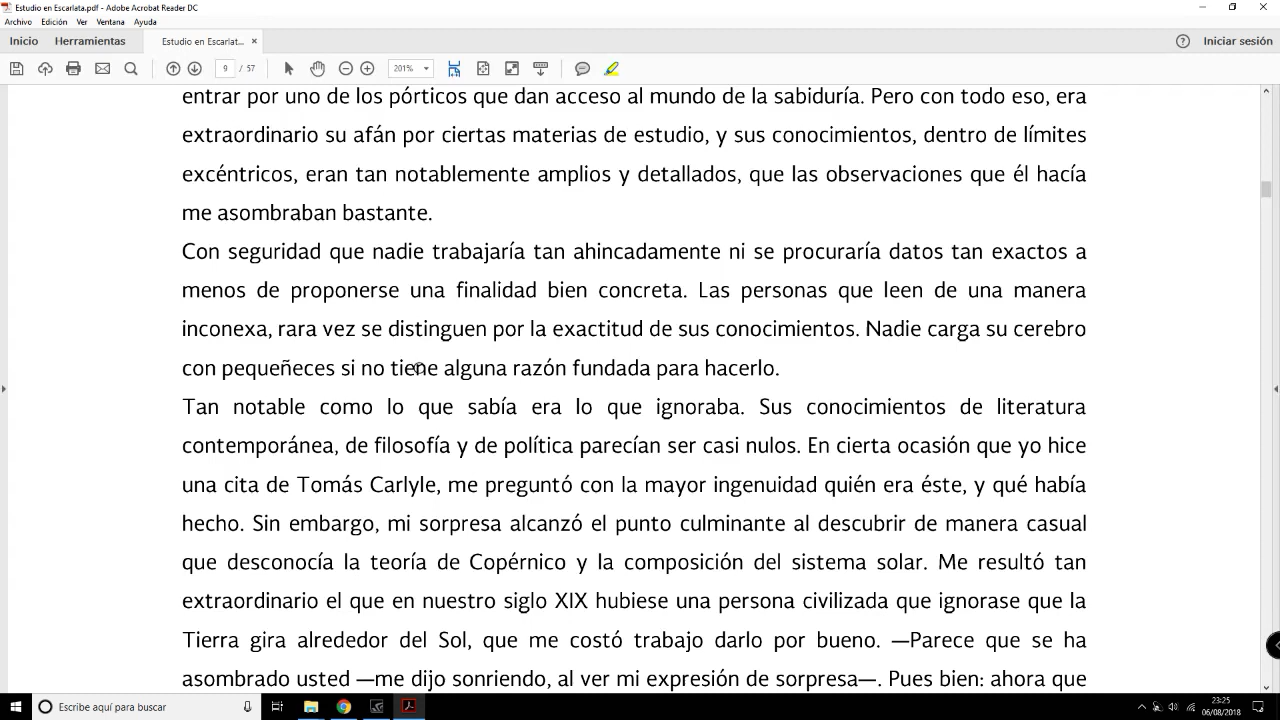 Estudio en Escarlata.pdf - Adobe Acrobat Reader DC
Archivo Edición Ver Ventana Ayuda
Inicio Herramientas Estudio en Escarlat... × Iniciar sesión
9 / 57 201%
entrar por uno de los pórticos que dan acceso al mundo de la sabiduría. Pero con todo eso, era
extraordinario su afán por ciertas materias de estudio, y sus conocimientos, dentro de límites
excéntricos, eran tan notablemente amplios y detallados, que las observaciones que él hacía
me asombraban bastante.
Con seguridad que nadie trabajaría tan ahincadamente ni se procuraría datos tan exactos a
menos de proponerse una finalidad bien concreta. Las personas que leen de una manera
inconexa, rara vez se distinguen por la exactitud de sus conocimientos. Nadie carga su cerebro
con pequeñeces si no tiene alguna razón fundada para hacerlo.
Tan notable como lo que sabía era lo que ignoraba. Sus conocimientos de literatura
contemporánea, de filosofía y de política parecían ser casi nulos. En cierta ocasión que yo hice
una cita de Tomás Carlyle, me preguntó con la mayor ingenuidad quién era éste, y qué había
hecho. Sin embargo, mi sorpresa alcanzó el punto culminante al descubrir de manera casual
que desconocía la teoría de Copérnico y la composición del sistema solar. Me resultó tan
extraordinario el que en nuestro siglo XIX hubiese una persona civilizada que ignorase que la
Tierra gira alrededor del Sol, que me costó trabajo darlo por bueno. —Parece que se ha
asombrado usted —me dijo sonriendo, al ver mi expresión de sorpresa—. Pues bien: ahora que
Escribe aquí para buscar
23:25
06/08/2018